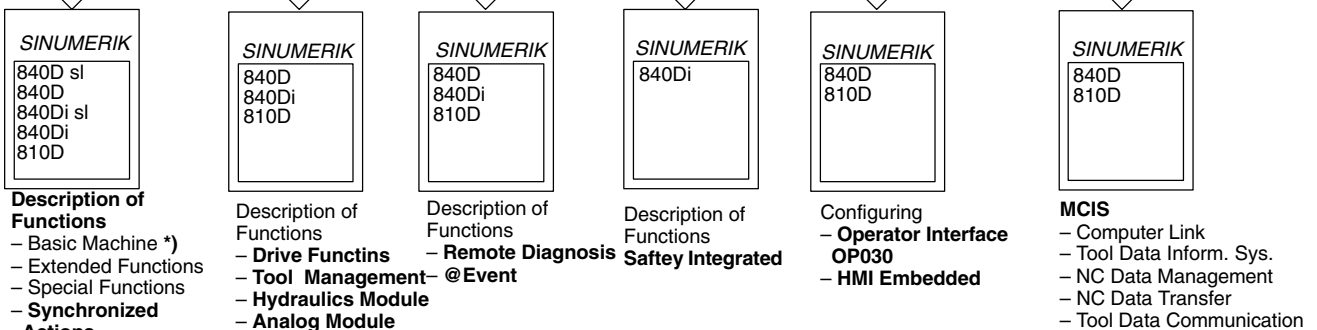 SINUMERIK
840D sl
840D
840Di sl
840Di
810D
Description of
Functions
– Basic Machine *)
– Extended Functions
– Special Functions
– Synchronized
Actions
SINUMERIK
840D
840Di
810D
Description of
Functions
– Drive Functins
– Tool Management
– Hydraulics Module
– Analog Module
SINUMERIK
840D
840Di
810D
Description of
Functions
– Remote Diagnosis
– @Event
SINUMERIK
840Di
Description of
Functions
Saftey Integrated
SINUMERIK
840D
810D
Configuring
– Operator Interface
OP030
– HMI Embedded
SINUMERIK
840D
810D
MCIS
– Computer Link
– Tool Data Inform. Sys.
– NC Data Management
– NC Data Transfer
– Tool Data Communication